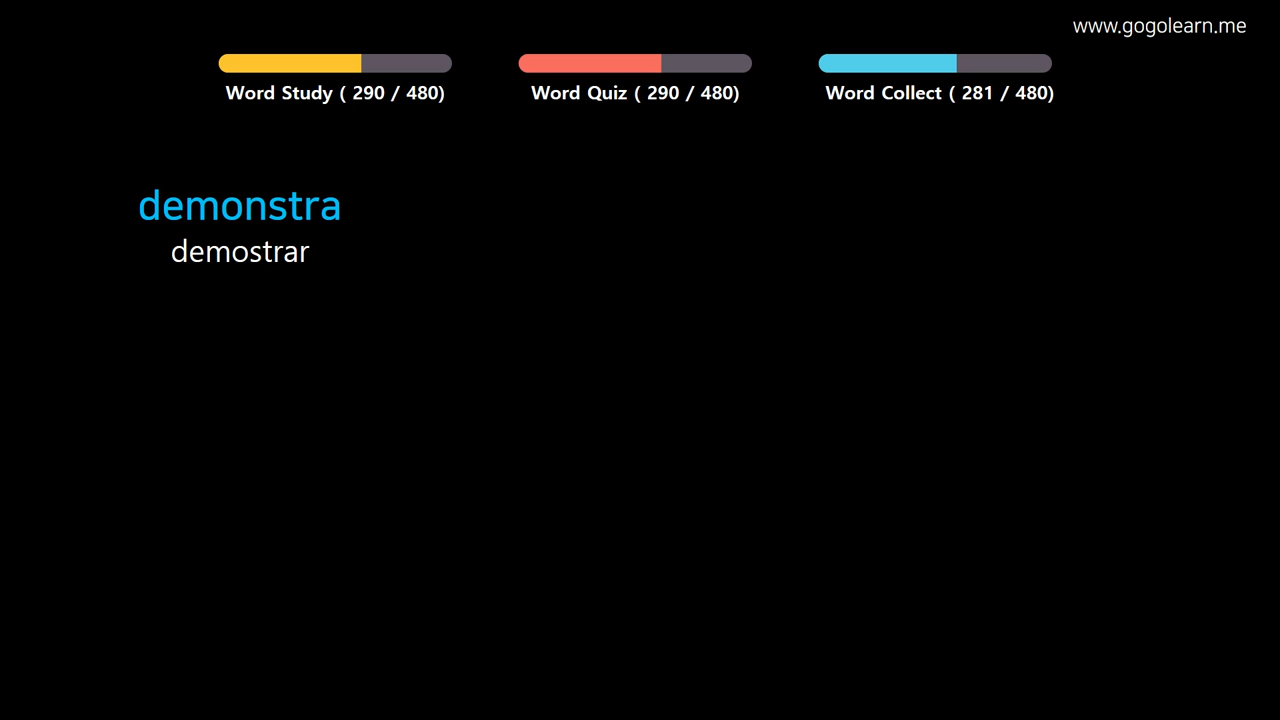 www.gogolearn.me
Word Study ( 290 / 480)
Word Quiz ( 290 / 480)
Word Collect ( 281 / 480)
demonstra
demostrar